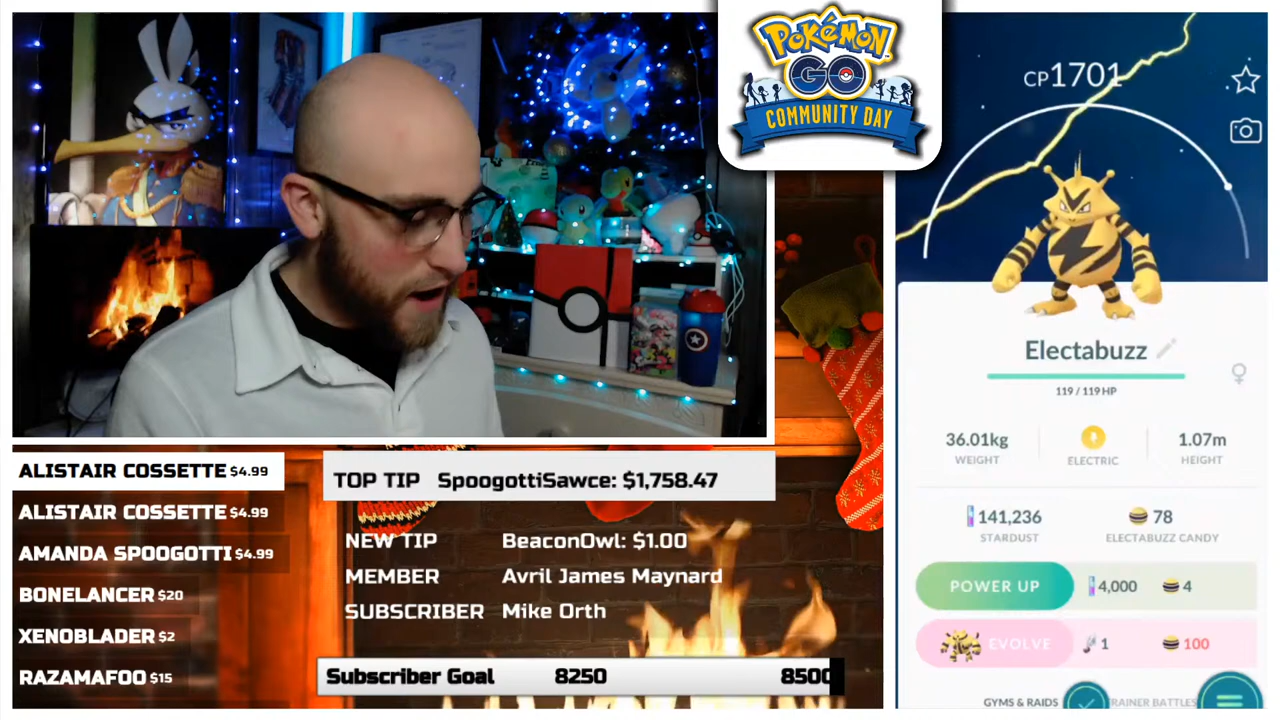 POKÉMON
GO
COMMUNITY DAY
CP1701
Electabuzz
119 / 119 HP
36.01kg
WEIGHT
ELECTRIC
1.07m
HEIGHT
141,236
STARDUST
78
ELECTABUZZ CANDY
POWER UP 4,000 4
EVOLVE 1 100
GYMS & RAIDS
RAINER BATTLES
ALISTAIR COSSETTE $4.99
ALISTAIR COSSETTE $4.99
AMANDA SPOOGOTTI $4.99
BONELANCER $20
XENOBLADER $2
RAZAMAFOO $15
TOP TIP SpoogottiSawce: $1,758.47
NEW TIP BeaconOwl: $1.00
MEMBER Avril James Maynard
SUBSCRIBER Mike Orth
Subscriber Goal 8250 8500